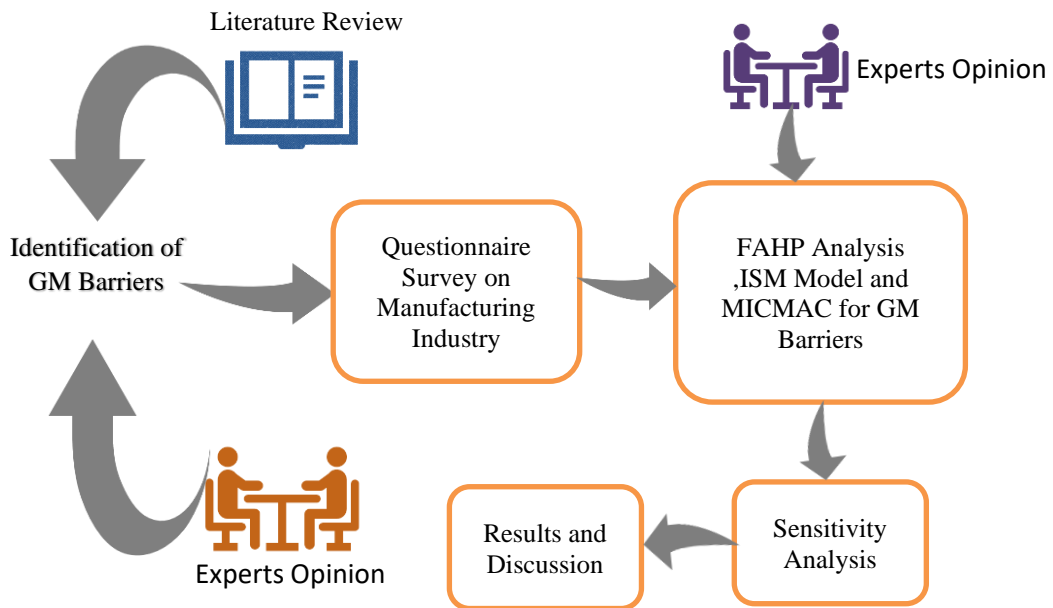 Literature Review
Experts Opinion
Identification of
GM Barriers
Questionnaire
Survey on
Manufacturing
Industry
FAHP Analysis
,ISM Model and
MICMAC for GM
Barriers
Experts Opinion
Results and
Discussion
Sensitivity
Analysis